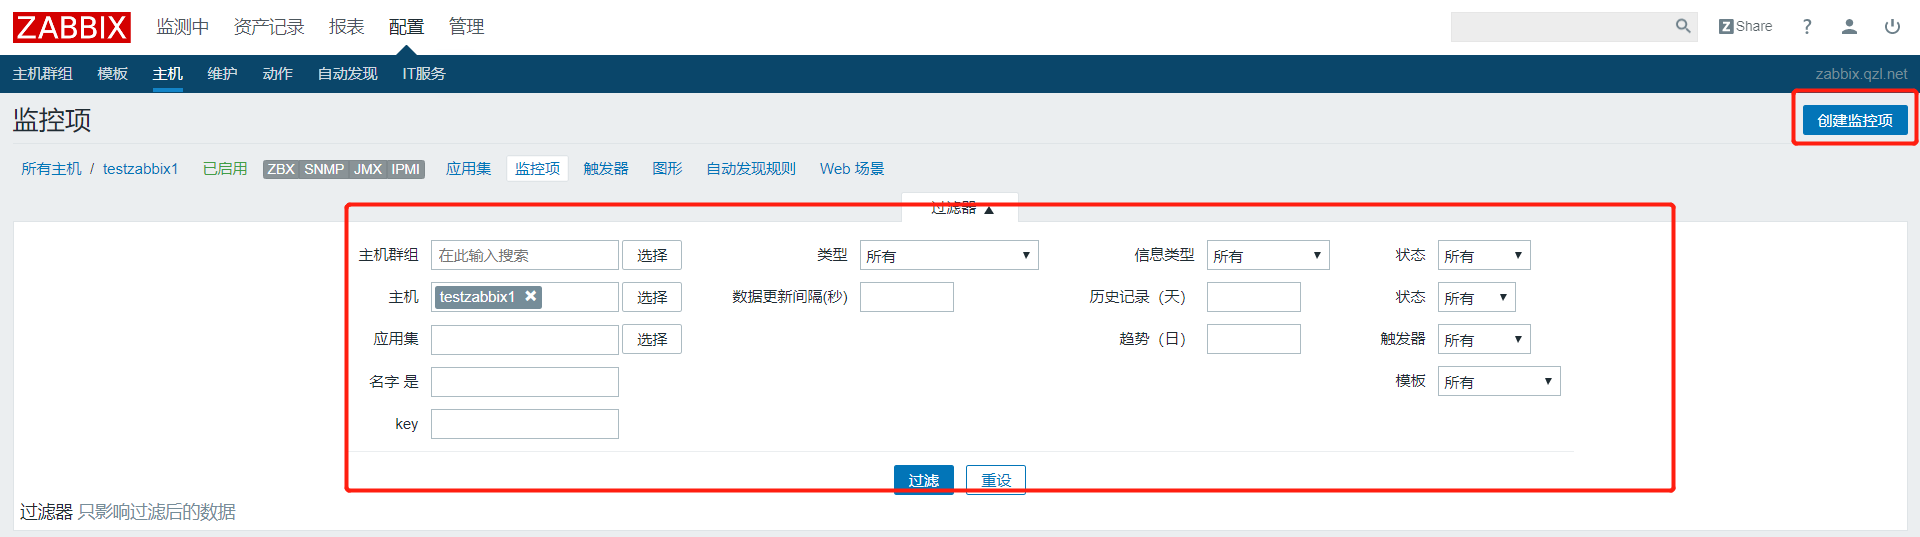 ZABBIX 监测中 资产记录 报表 配置 管理 Z Share ?
主机群组 模板 主机 维护 动作 自动发现 IT服务 zabbix.qzl.net
监控项 创建监控项
所有主机 / testzabbix1 已启用 ZBX SNMP JMX IPMI 应用集 监控项 触发器 图形 自动发现规则 Web 场景
过滤器 ▲
主机群组 在此输入搜索 选择 类型 所有 信息类型 所有 状态 所有
主机 testzabbix1 选择 数据更新间隔(秒) 历史记录（天） 状态 所有
应用集 选择 趋势（日） 触发器 所有
名字 是 模板 所有
key
过滤 重设
过滤器 只影响过滤后的数据